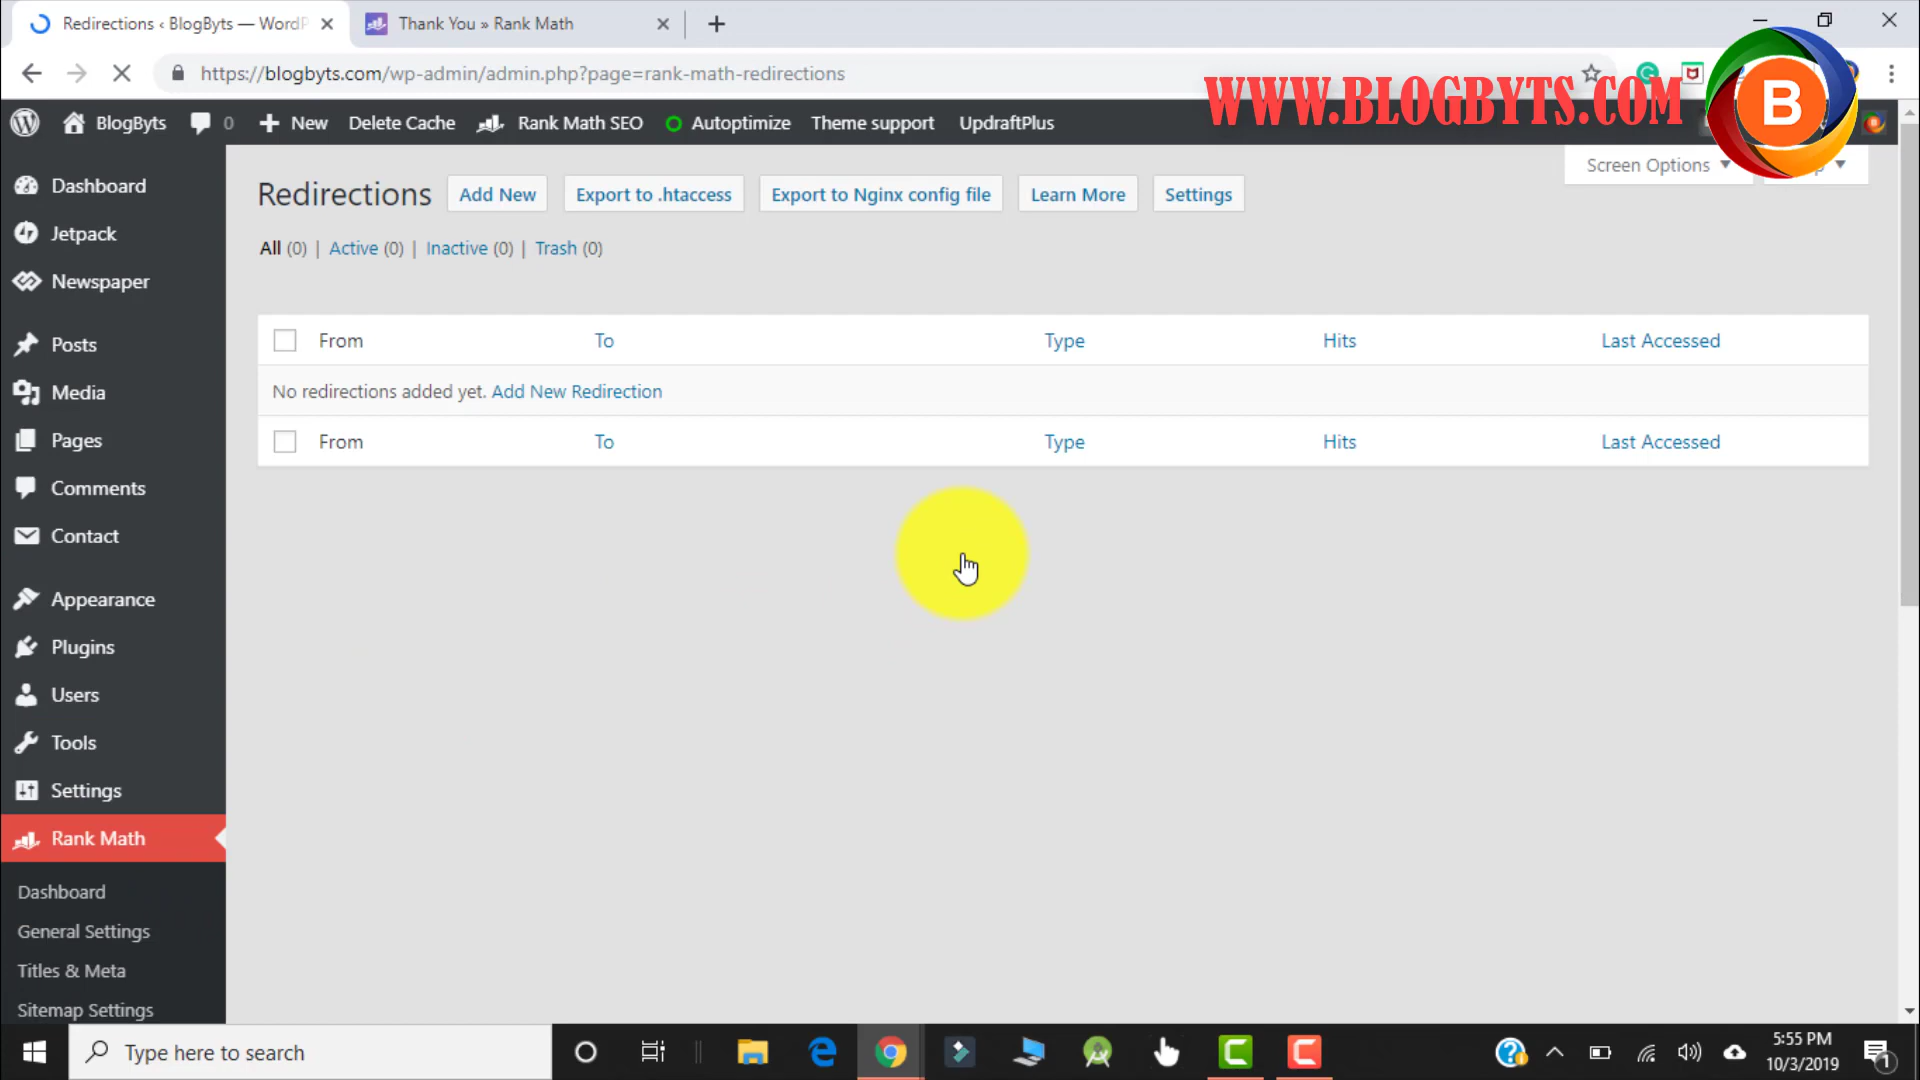 Redirections ‹ BlogByts — WordP
Thank You » Rank Math
https://blogbyts.com/wp-admin/admin.php?page=rank-math-redirections
WWW.BLOGBYTS.COM
B
BlogByts 0 New Delete Cache Rank Math SEO Autoptimize Theme support UpdraftPlus
Screen Options
Redirections Add New Export to .htaccess Export to Nginx config file Learn More Settings
All (0) | Active (0) | Inactive (0) | Trash (0)
From To Type Hits Last Accessed
No redirections added yet. Add New Redirection
From To Type Hits Last Accessed
Dashboard
Jetpack
Newspaper
Posts
Media
Pages
Comments
Contact
Appearance
Plugins
Users
Tools
Settings
Rank Math
Dashboard
General Settings
Titles & Meta
Sitemap Settings
Type here to search
5:55 PM
10/3/2019
1